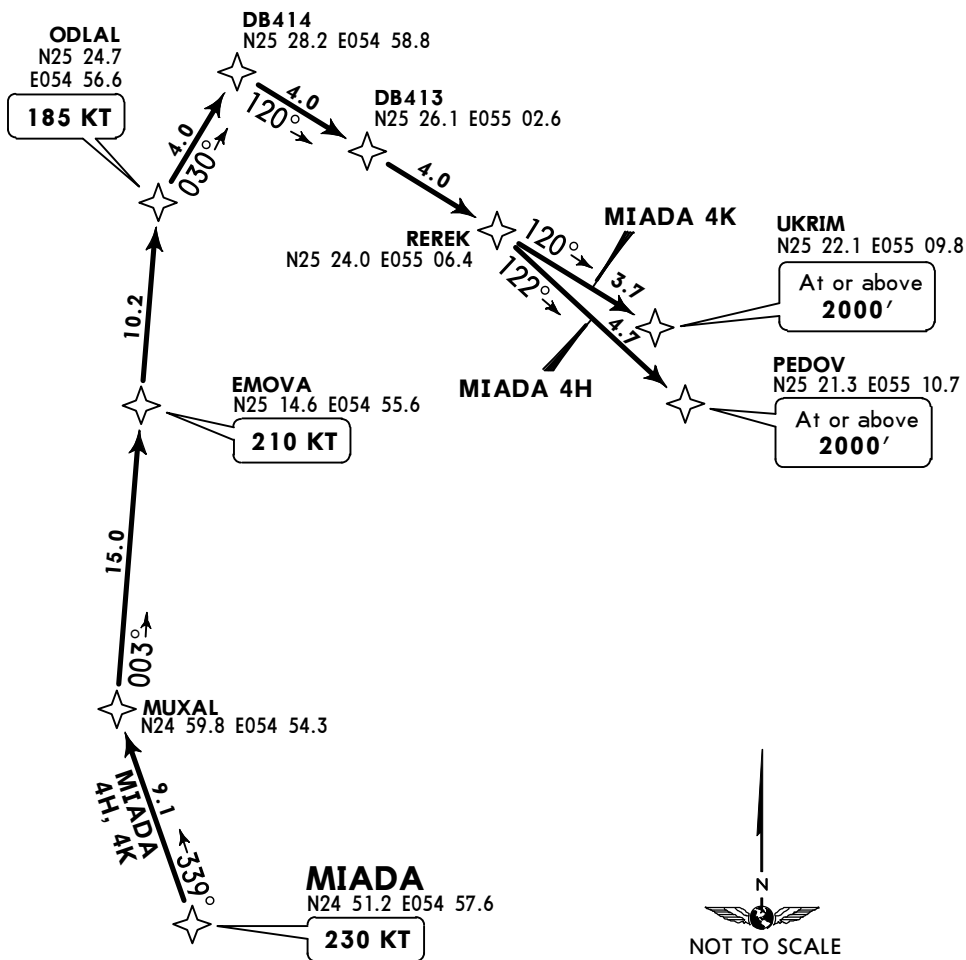 DB414
N25 28.2 E054 58.8
ODLAL
N25 24.7
E054 56.6
185 KT
4.0
030°
4.0
120°
DB413
N25 26.1 E055 02.6
4.0
REREK
N25 24.0 E055 06.4
120°
122°
MIADA 4K
3.7
4.7
MIADA 4H
UKRIM
N25 22.1 E055 09.8
At or above
2000'
PEDOV
N25 21.3 E055 10.7
At or above
2000'
10.2
EMOVA
N25 14.6 E054 55.6
210 KT
15.0
003°
MUXAL
N24 59.8 E054 54.3
9.1
MIADA
4H, 4K
339°
MIADA
N24 51.2 E054 57.6
230 KT
N
NOT TO SCALE